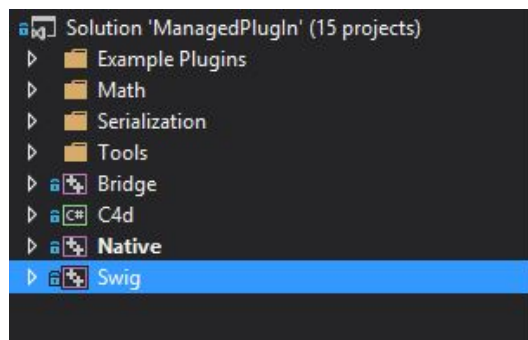 Solution 'ManagedPlugIn' (15 projects)
Example Plugins
Math
Serialization
Tools
Bridge
C# C4d
Native
Swig